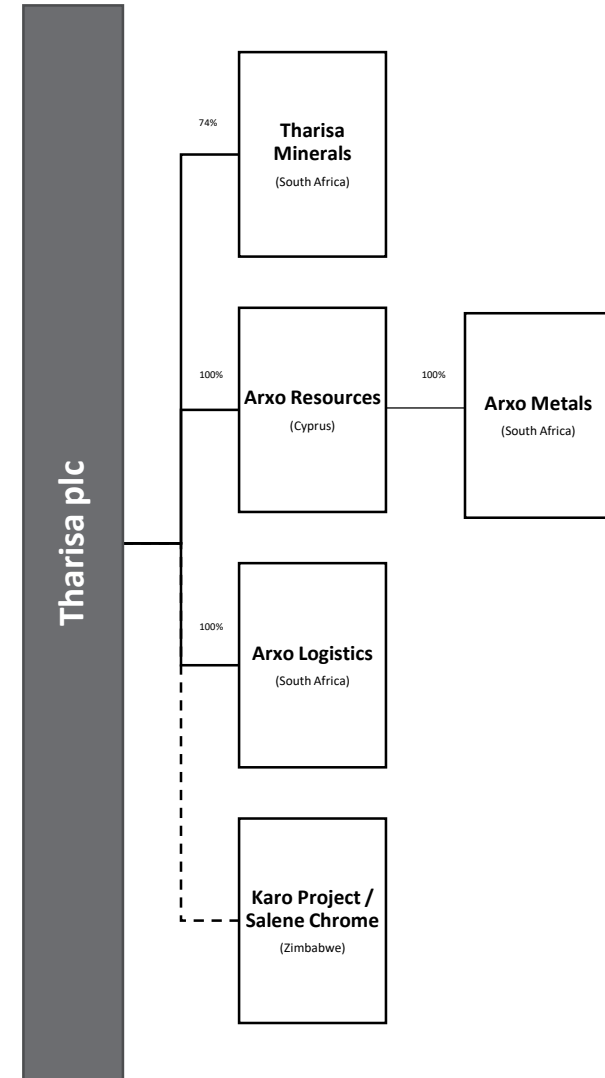 Tharisa plc
74%
Tharisa
Minerals
(South Africa)
100%
Arxo Resources
(Cyprus)
100%
Arxo Metals
(South Africa)
100%
Arxo Logistics
(South Africa)
Karo Project /
Salene Chrome
(Zimbabwe)